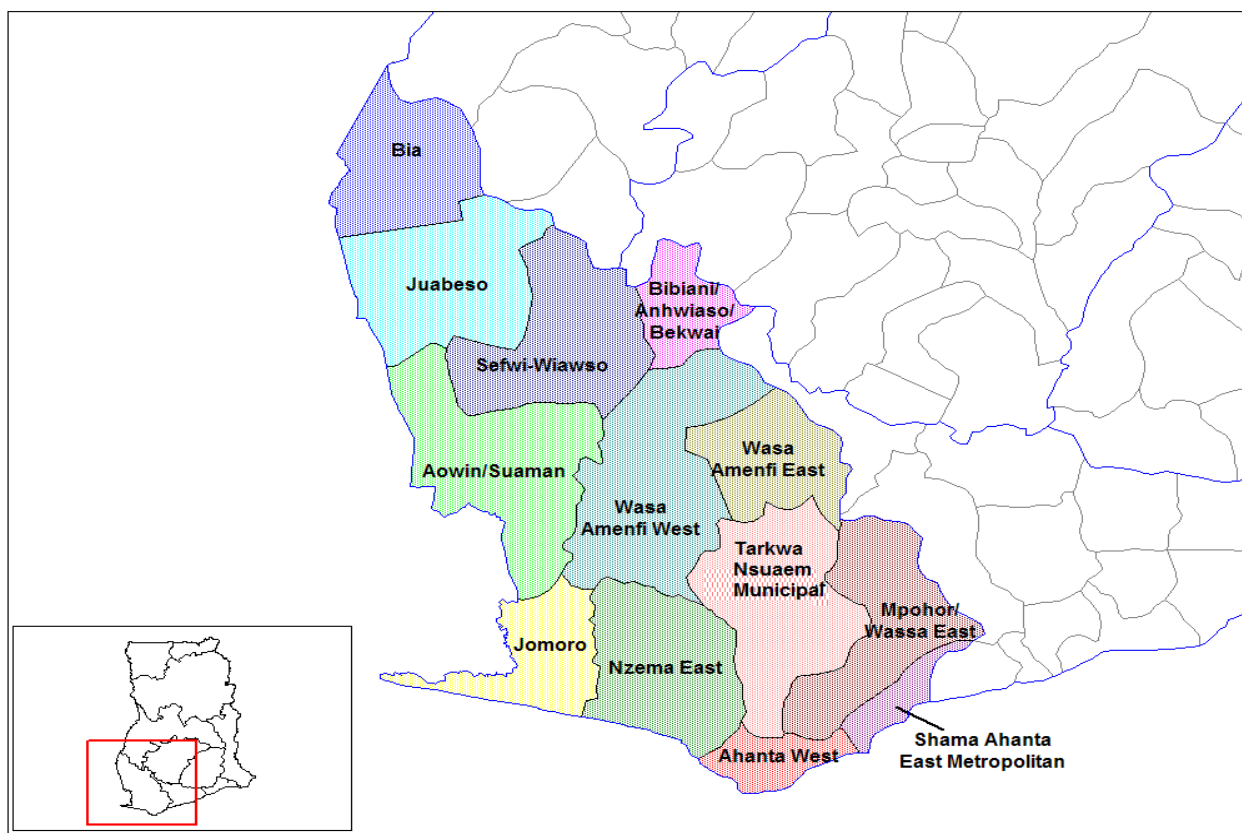 Bia
Juabeso
Bibiani/
Anhwiaso/
Bekwai
Sefwi-Wiawso
Aowin/Suaman
Wasa
Amenfi East
Wasa
Amenfi West
Tarkwa
Nsuaem
Municipal
Mpohor/
Wassa East
Jomoro
Nzema East
Ahanta West
Shama Ahanta
East Metropolitan